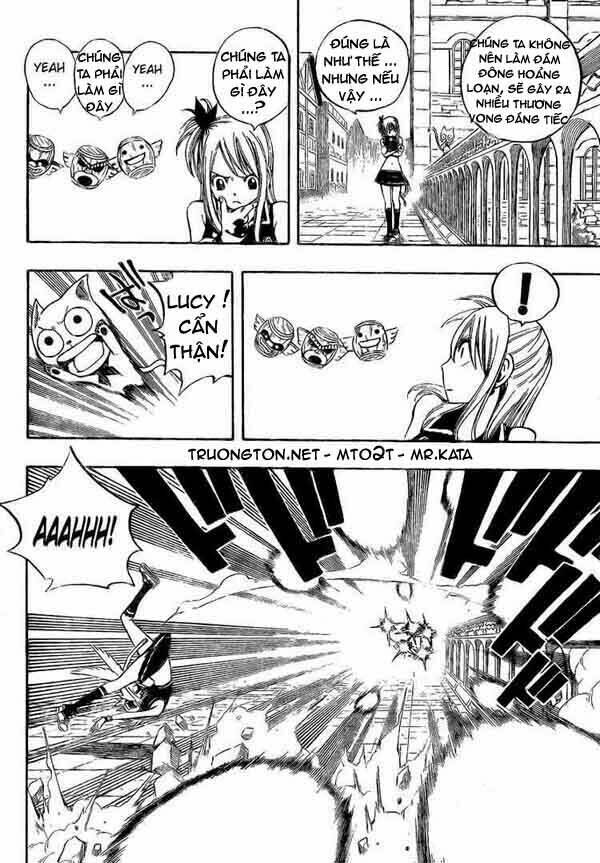 CHÚNG TA KHÔNG
NÊN LÀM ĐÁM
ĐÔNG HOẢNG
LOẠN, SẼ GÂY RA
NHIỀU THƯƠNG
VONG ĐÁNG TIẾC
ĐÚNG LÀ
NHƯ THẾ ...
NHƯNG NẾU
VẬY ...
CHÚNG TA
PHẢI LÀM
GÌ ĐÂY
....?
YEAH
...
CHÚNG
TA PHẢI
LÀM GÌ
ĐÂY
YEAH
...
!
LUCY !
CẨN
THẬN!
TRUONGTON.NET - MTO2T - MR.KATA
AAAHHH!